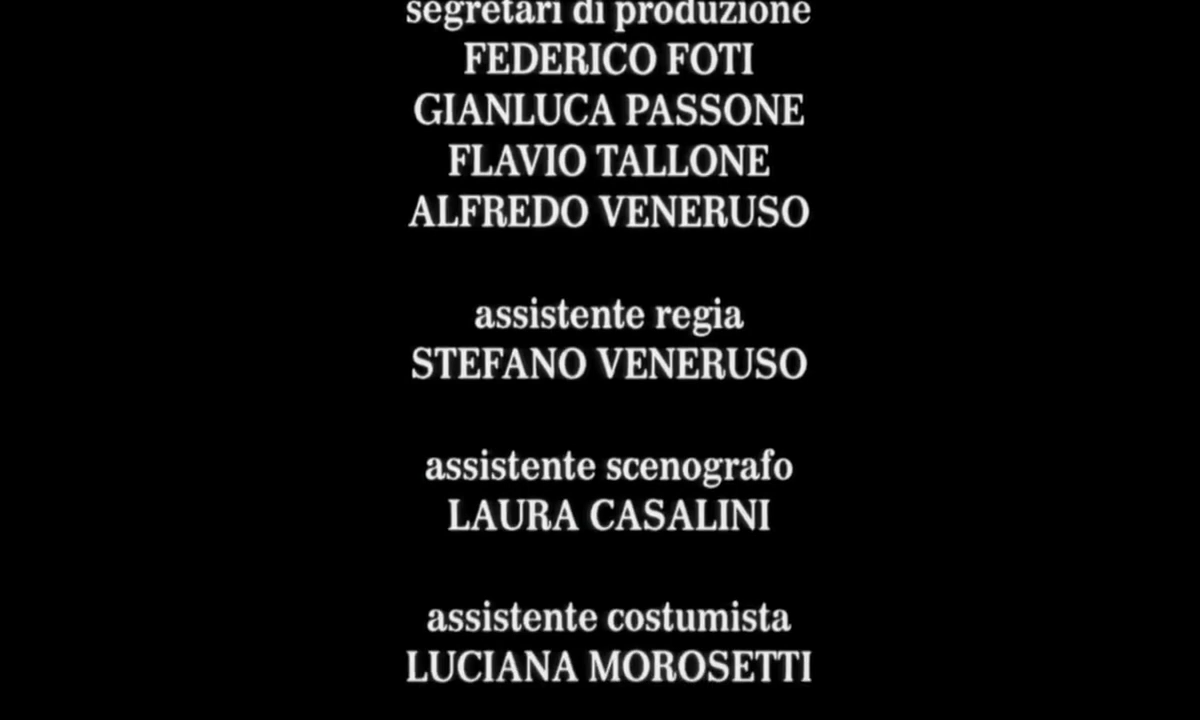 segretari di produzione
FEDERICO FOTI
GIANLUCA PASSONE
FLAVIO TALLONE
ALFREDO VENERUSO
assistente regia
STEFANO VENERUSO
assistente scenografo
LAURA CASALINI
assistente costumista
LUCIANA MOROSETTI